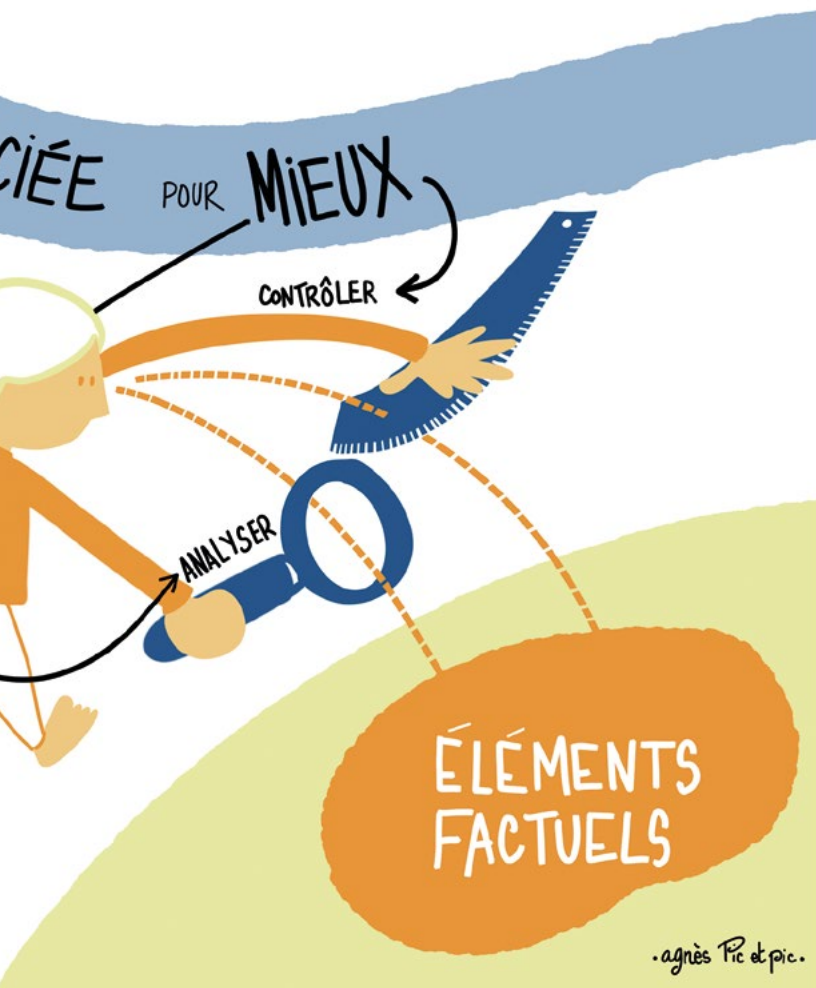 CIÉE POUR MIEUX
CONTRÔLER
ANALYSER
ÉLÉMENTS
FACTUELS
.agnès Pic et pic.